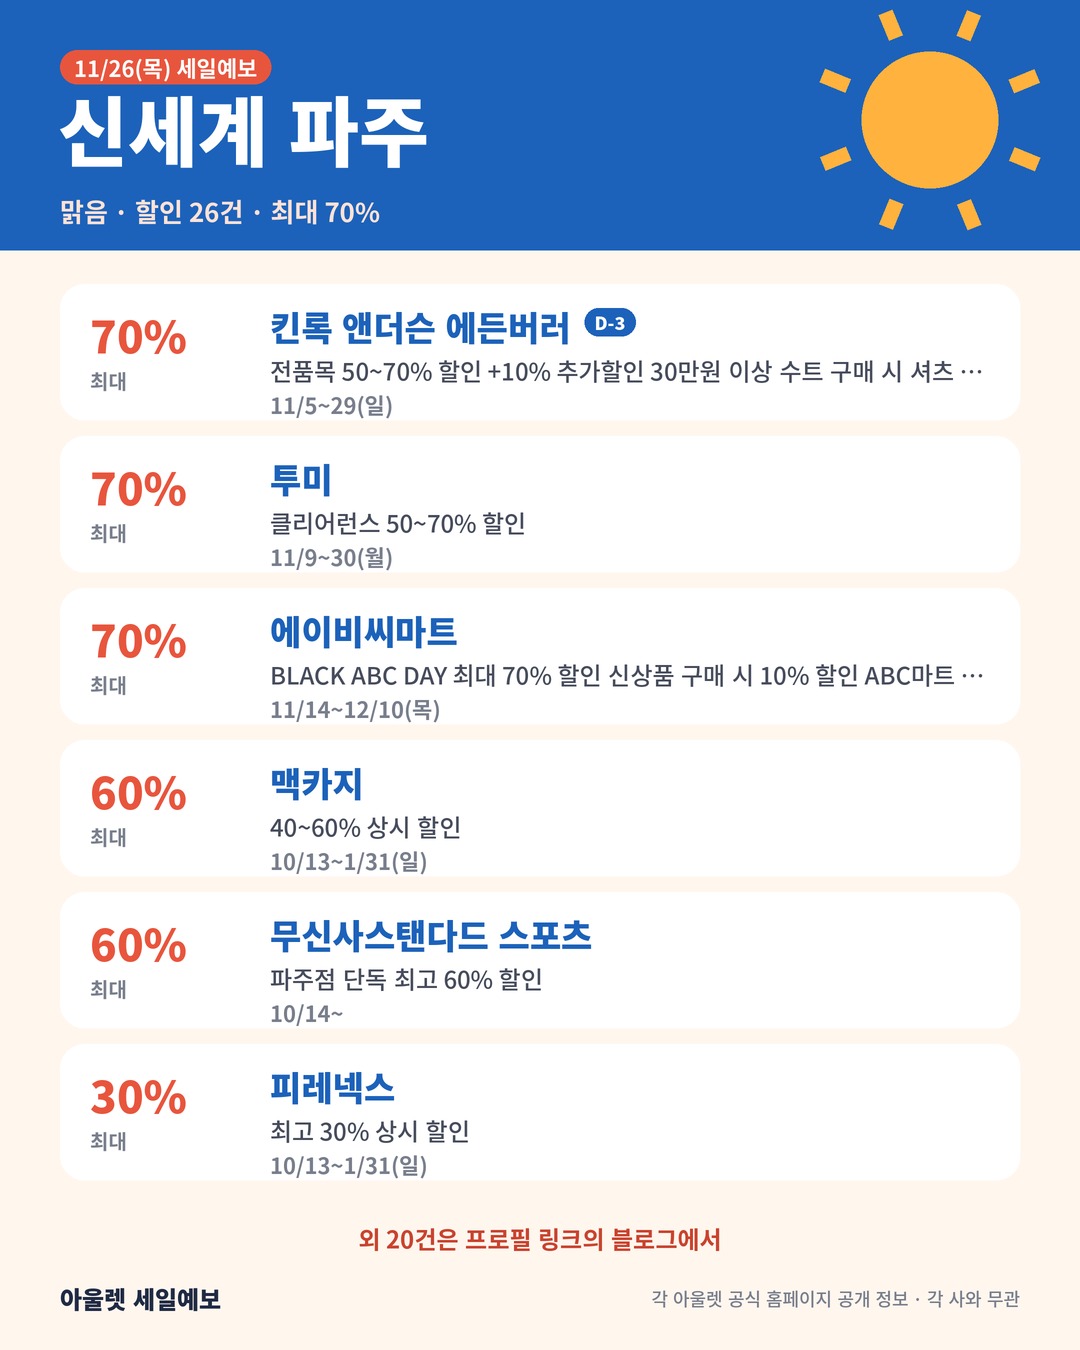 11/26(목) 세일예보
신세계 파주
맑음 · 할인 26건 · 최대 70%
70%
최대
킨록 앤더슨 에든버러 D-3
전품목 50~70% 할인 +10% 추가할인 30만원 이상 수트 구매 시 셔츠 …
11/5~29(일)
70%
최대
투미
클리어런스 50~70% 할인
11/9~30(월)
70%
최대
에이비씨마트
BLACK ABC DAY 최대 70% 할인 신상품 구매 시 10% 할인 ABC마트 …
11/14~12/10(목)
60%
최대
맥카지
40~60% 상시 할인
10/13~1/31(일)
60%
최대
무신사스탠다드 스포츠
파주점 단독 최고 60% 할인
10/14~
30%
최대
피레넥스
최고 30% 상시 할인
10/13~1/31(일)
외 20건은 프로필 링크의 블로그에서
아울렛 세일예보
각 아울렛 공식 홈페이지 공개 정보 · 각 사와 무관